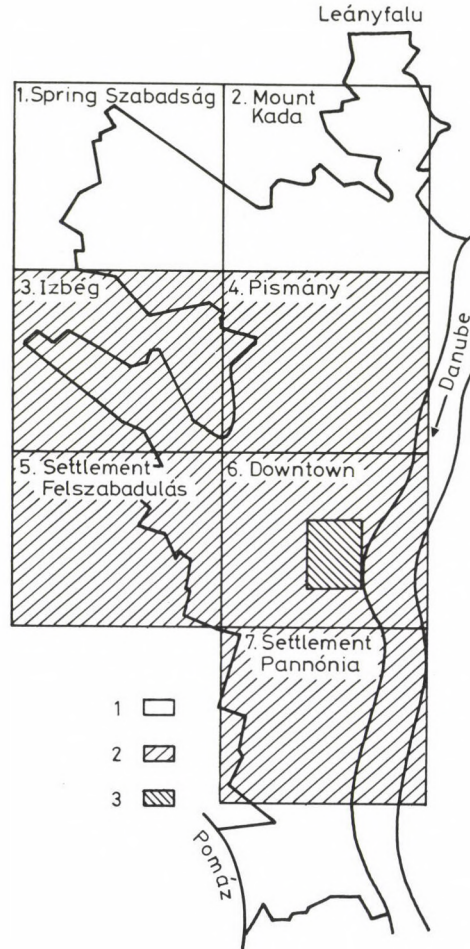 Leányfalu
1. Spring Szabadság
2. Mount
Kada
3. Izbég
4. Pismány
Danube
5. Settlement
Felszabadulás
6. Downtown
7. Settlement
Pannónia
1
2
3
Pomáz